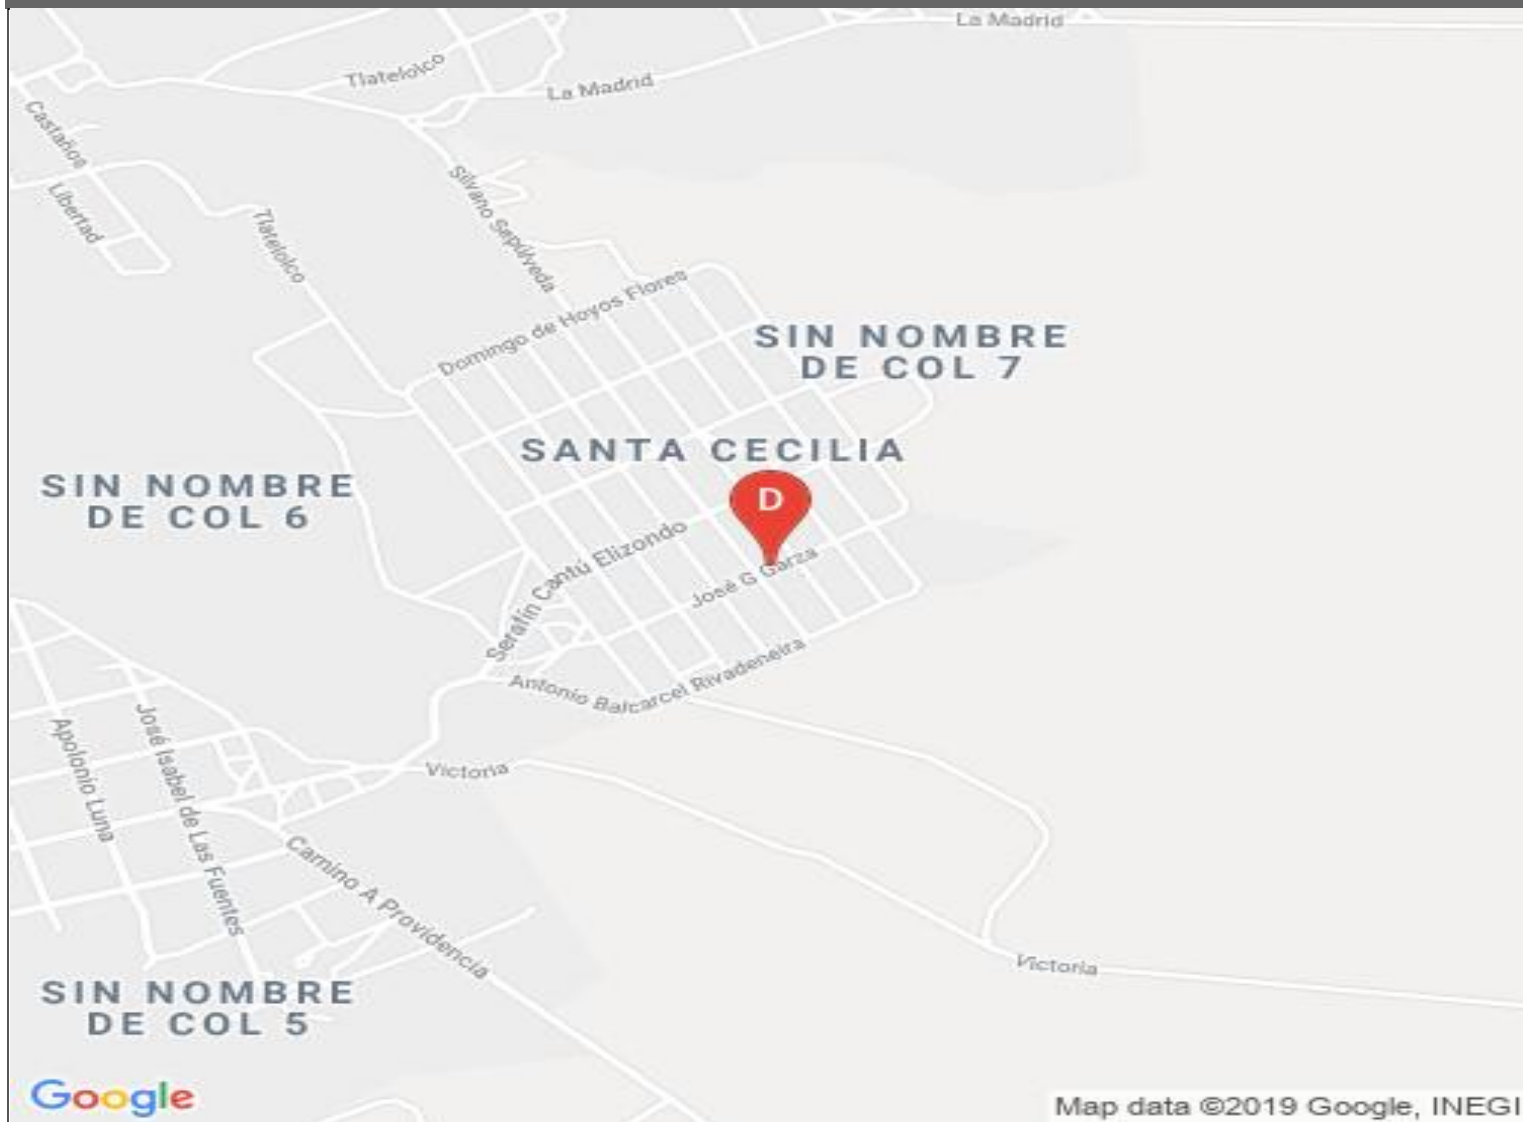 La Madrid
Tlatelolco
La Madrid
Castaños
Libertad
Silvano Sepúlveda
Tlatelolco
Domingo de Hoyos Flores
SIN NOMBRE
DE COL 7
SANTA CECILIA
SIN NOMBRE
DE COL 6
D
Serafín Cantú Elizondo
José G Garza
Antonio Balcarcel Rivadeneira
Apolonio Luna
José Isabel de Las Fuentes
Victoria
Camino A Providencia
Victoria
SIN NOMBRE
DE COL 5
Google
Map data ©2019 Google, INEGI